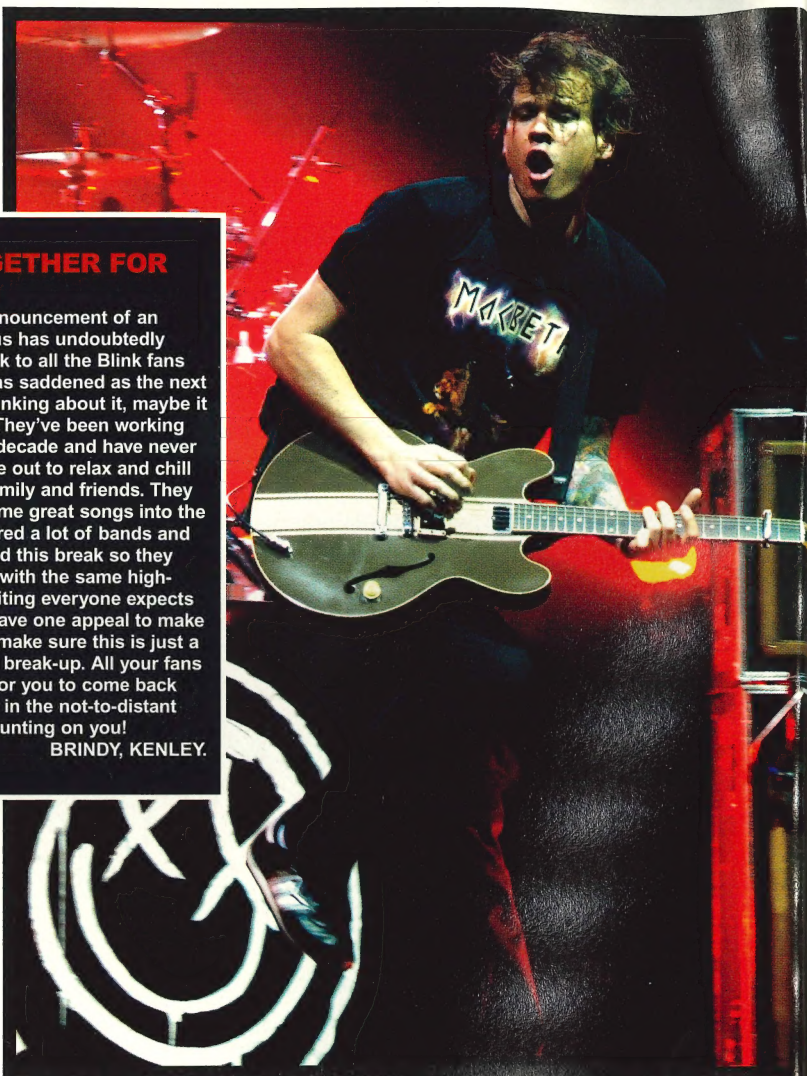 GETHER FOR
nouncement of an
us has undoubtedly
k to all the Blink fans
as saddened as the next
nking about it, maybe it
They've been working
decade and have never
e out to relax and chill
mily and friends. They
me great songs into the
red a lot of bands and
d this break so they
with the same high-
iting everyone expects
ave one appeal to make
make sure this is just a
break-up. All your fans
or you to come back
in the not-to-distant
unting on you!
BRINDY, KENLEY.
MACBETH